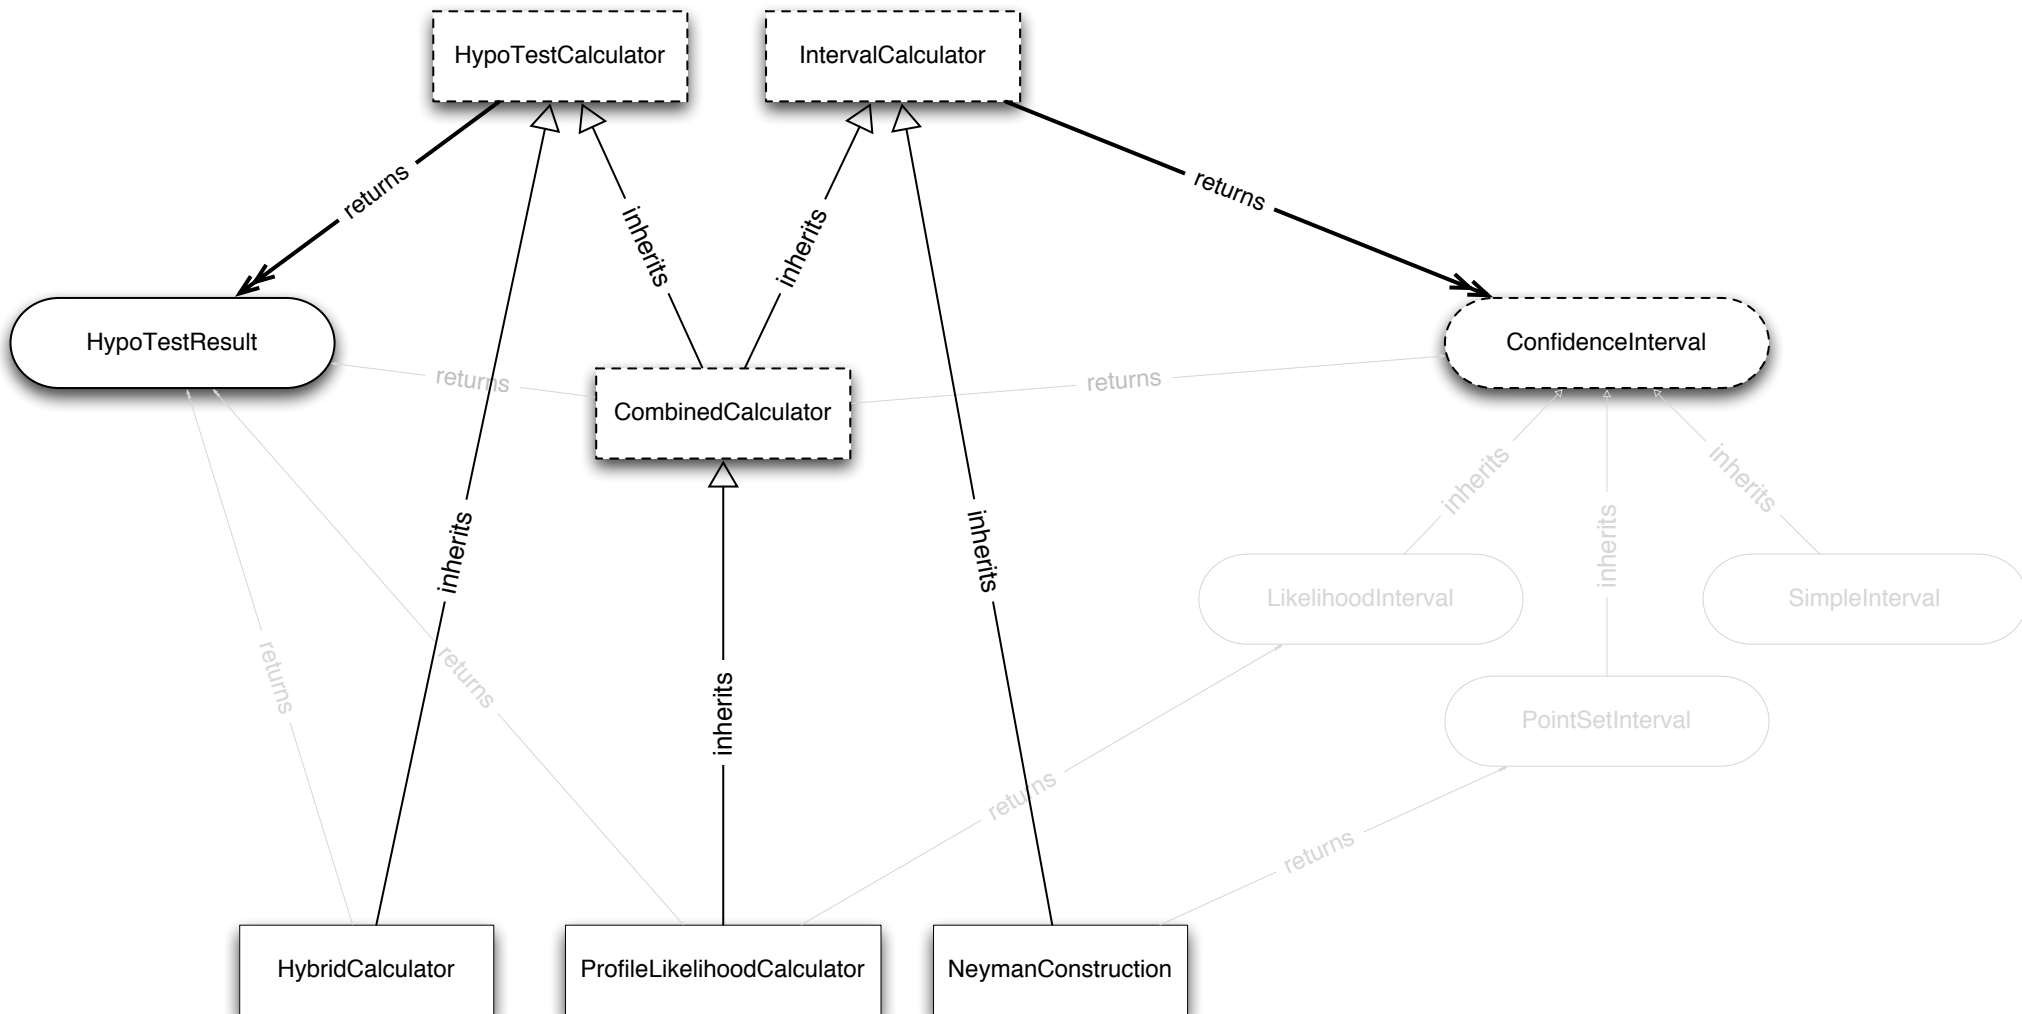 HypoTestCalculator
IntervalCalculator
returns
returns
inherits
inherits
HypoTestResult
ConfidenceInterval
returns
returns
CombinedCalculator
inherits
inherits
inherits
inherits
inherits
LikelihoodInterval
SimpleInterval
returns
returns
inherits
PointSetInterval
returns
returns
HybridCalculator
ProfileLikelihoodCalculator
NeymanConstruction